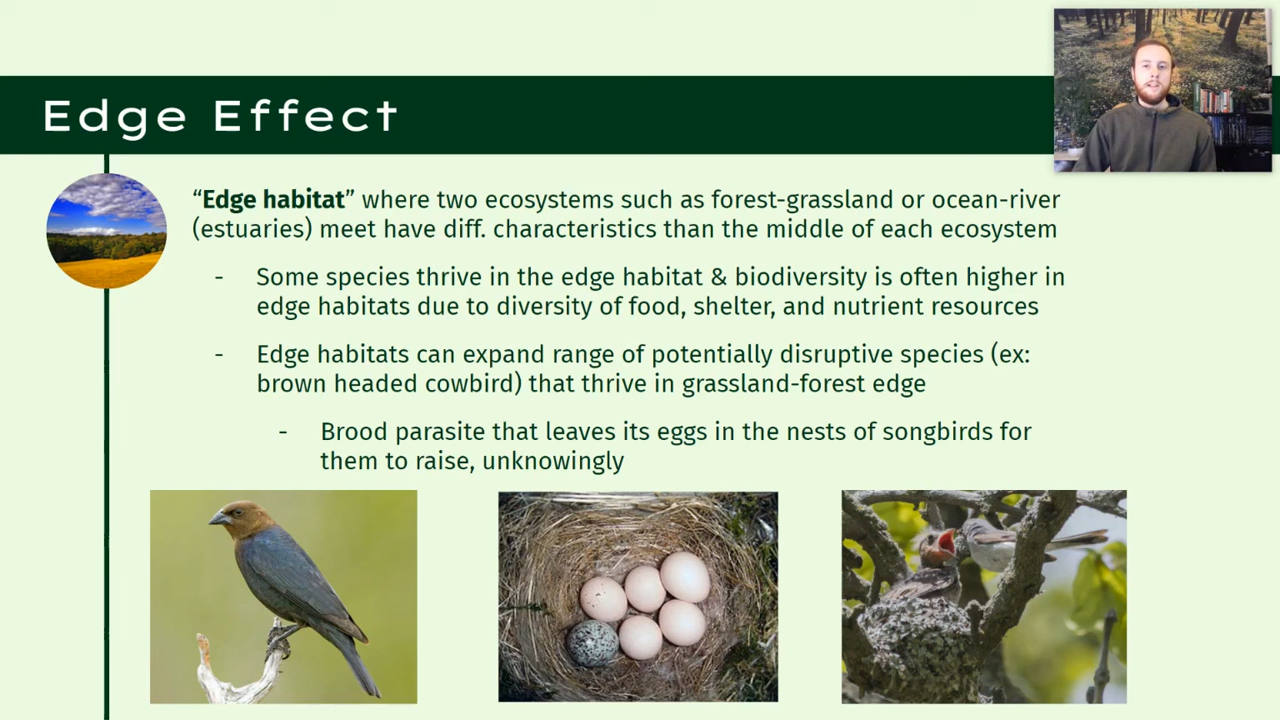 Edge Effect
“Edge habitat” where two ecosystems such as forest-grassland or ocean-river
(estuaries) meet have diff. characteristics than the middle of each ecosystem
- Some species thrive in the edge habitat & biodiversity is often higher in
edge habitats due to diversity of food, shelter, and nutrient resources
- Edge habitats can expand range of potentially disruptive species (ex:
brown headed cowbird) that thrive in grassland-forest edge
- Brood parasite that leaves its eggs in the nests of songbirds for
them to raise, unknowingly